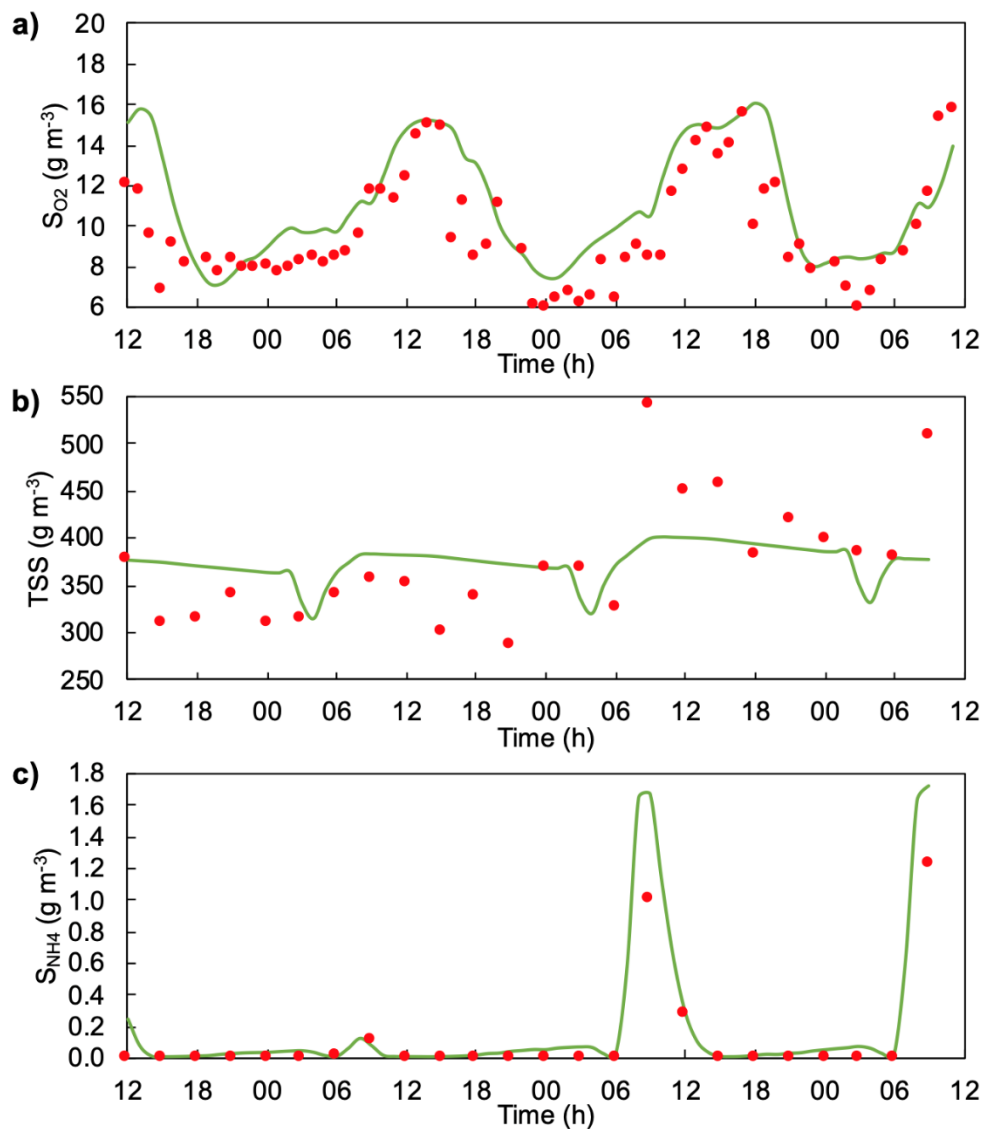 a)
S_O2 (g m⁻³)
20
18
16
14
12
10
8
6
12 18 00 06 12 18 00 06 12 18 00 06 12
Time (h)
b)
TSS (g m⁻³)
550
500
450
400
350
300
250
12 18 00 06 12 18 00 06 12 18 00 06 12
Time (h)
c)
S_NH4 (g m⁻³)
1.8
1.6
1.4
1.2
1.0
0.8
0.6
0.4
0.2
0.0
12 18 00 06 12 18 00 06 12 18 00 06 12
Time (h)